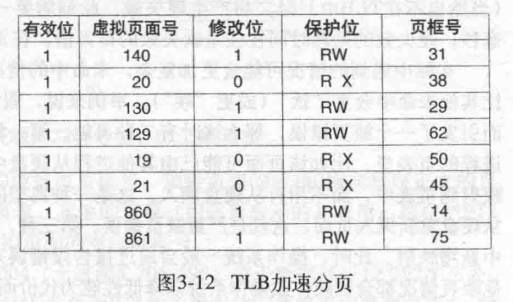 有效位 虚拟页面号 修改位 保护位 页框号
1 140 1 RW 31
1 20 0 R X 38
1 130 1 RW 29
1 129 1 RW 62
1 19 0 R X 50
1 21 0 R X 45
1 860 1 RW 14
1 861 1 RW 75
图3-12 TLB加速分页